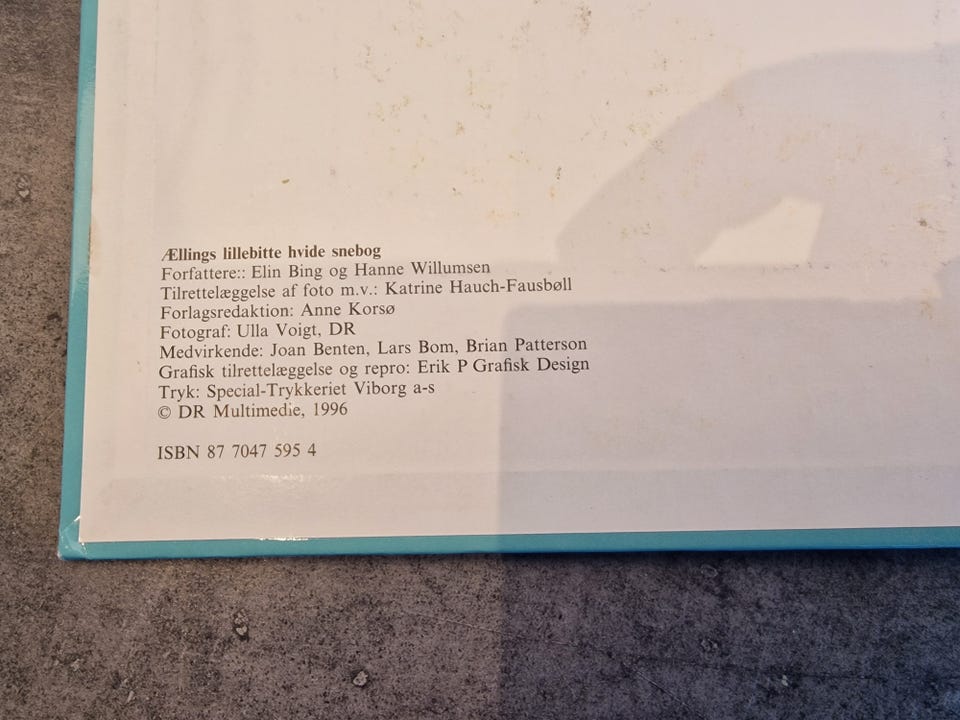 Ællings lillebitte hvide snebog
Forfattere:: Elin Bing og Hanne Willumsen
Tilrettelæggelse af foto m.v.: Katrine Hauch-Fausbøll
Forlagsredaktion: Anne Korsø
Fotograf: Ulla Voigt, DR
Medvirkende: Joan Benten, Lars Bom, Brian Patterson
Grafisk tilrettelæggelse og repro: Erik P Grafisk Design
Tryk: Special-Trykkeriet Viborg a-s
© DR Multimedie, 1996
ISBN 87 7047 595 4